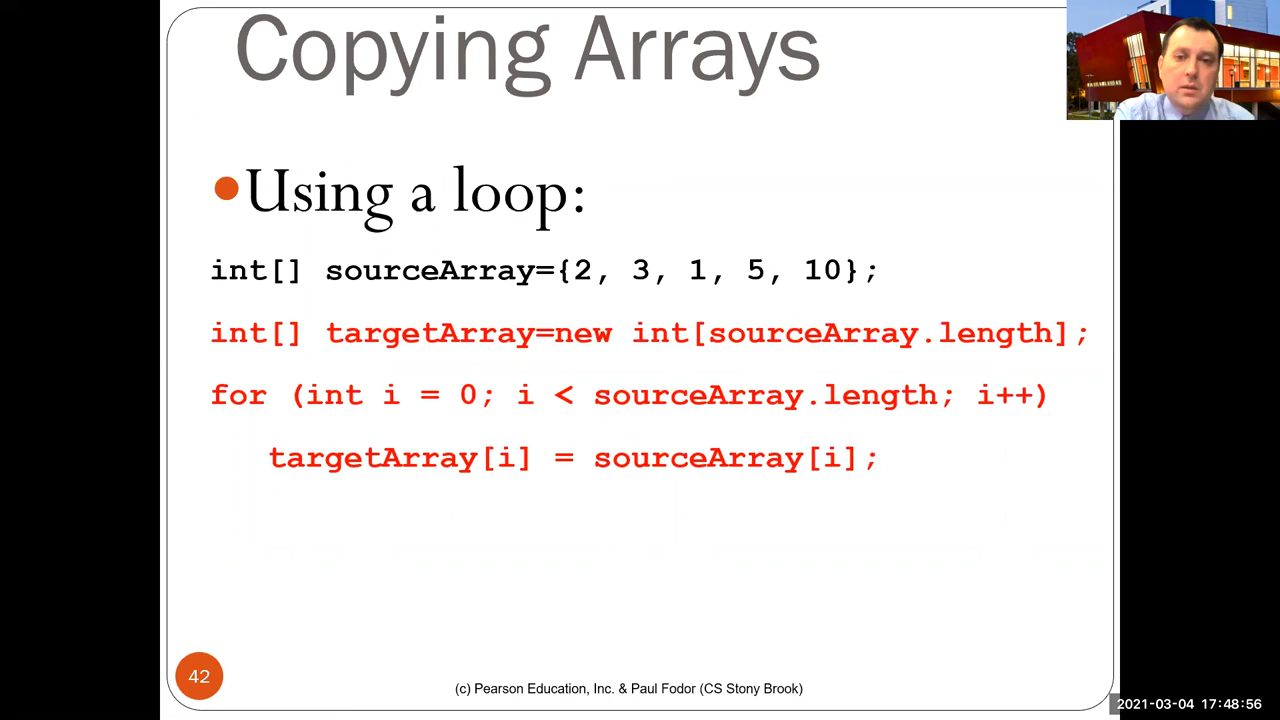 Copying Arrays
Using a loop:
int[] sourceArray={2, 3, 1, 5, 10};
int[] targetArray=new int[sourceArray.length];
for (int i = 0; i < sourceArray.length; i++)
targetArray[i] = sourceArray[i];
42
(c) Pearson Education, Inc. & Paul Fodor (CS Stony Brook)
2021-03-04 17:48:56